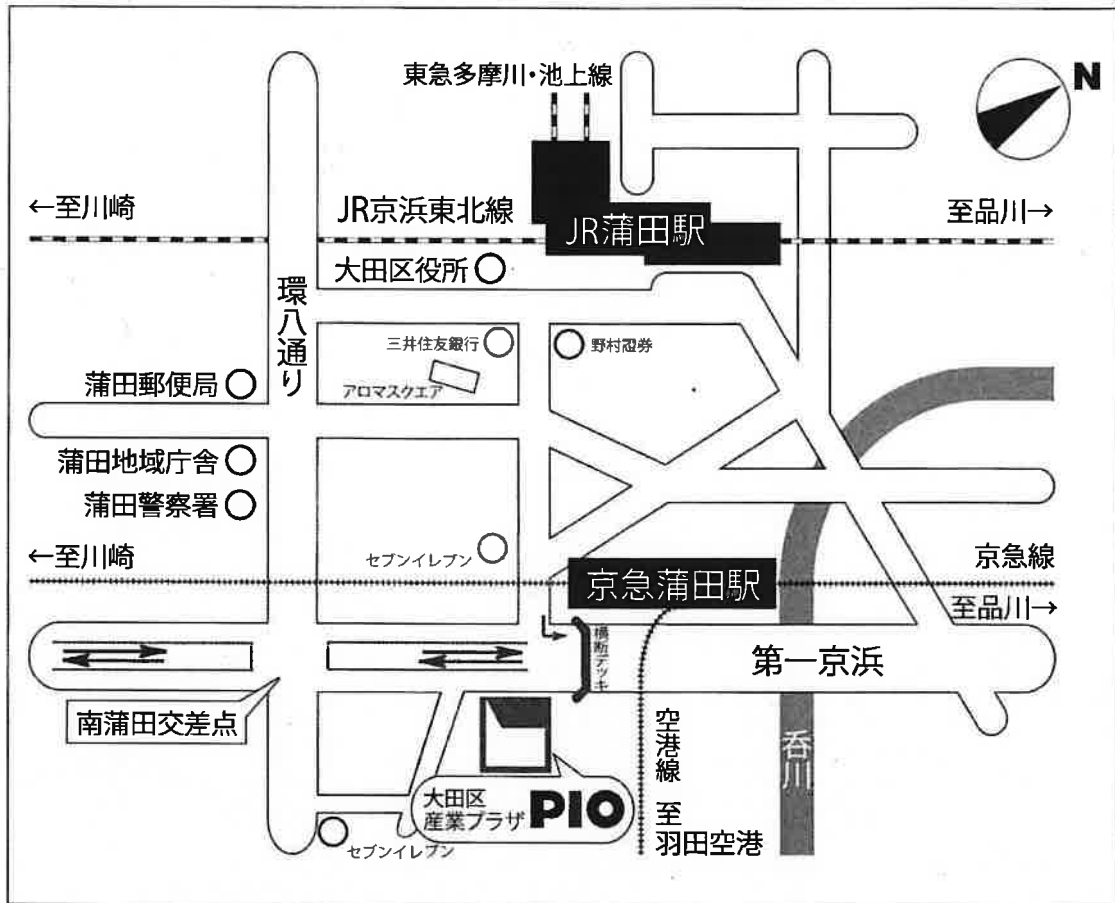 東急多摩川・池上線
N
←至川崎
JR京浜東北線
JR蒲田駅
至品川→
大田区役所
環八通り
三井住友銀行
野村證券
アロマスクエア
蒲田郵便局
蒲田地域庁舎
蒲田警察署
←至川崎
セブンイレブン
京急蒲田駅
京急線
至品川→
横断デッキ
第一京浜
南蒲田交差点
空港線 至 羽田空港
呑川
大田区
産業プラザ PIO
セブンイレブン